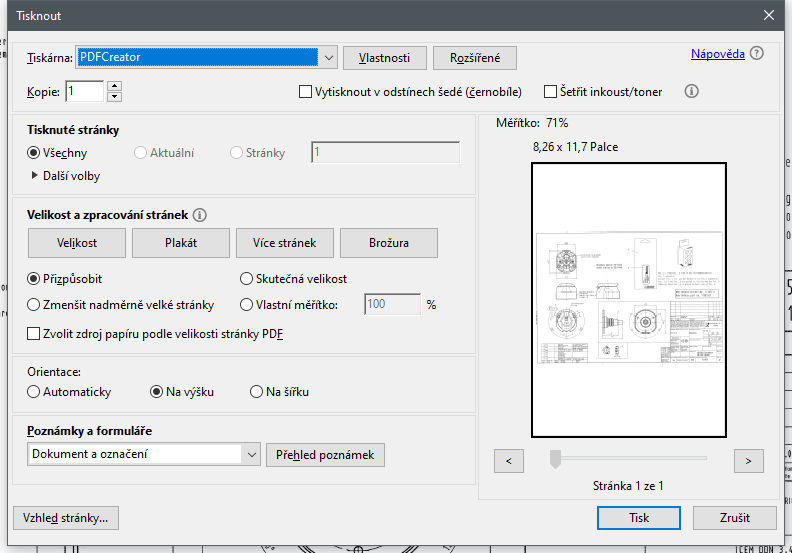 Tisknout
Tiskárna: PDFCreator
Vlastnosti
Rozšířené
Nápověda
Kopie: 1
Vytisknout v odstínech šedé (černobíle)
Šetřit inkoust/toner
Tisknuté stránky
Všechny
Aktuální
Stránky
1
Další volby
Velikost a zpracování stránek
Velikost
Plakát
Více stránek
Brožura
Přizpůsobit
Skutečná velikost
Zmenšit nadměrné velké stránky
Vlastní měřítko: 100 %
Zvolit zdroj papíru podle velikosti stránky PDF
Orientace:
Automaticky
Na výšku
Na šířku
Poznámky a formuláře
Dokument a označení
Přehled poznámek
Měřítko: 71%
8,26 x 11,7 Palce
<
>
Stránka 1 ze 1
Vzhled stránky...
Tisk
Zrušit